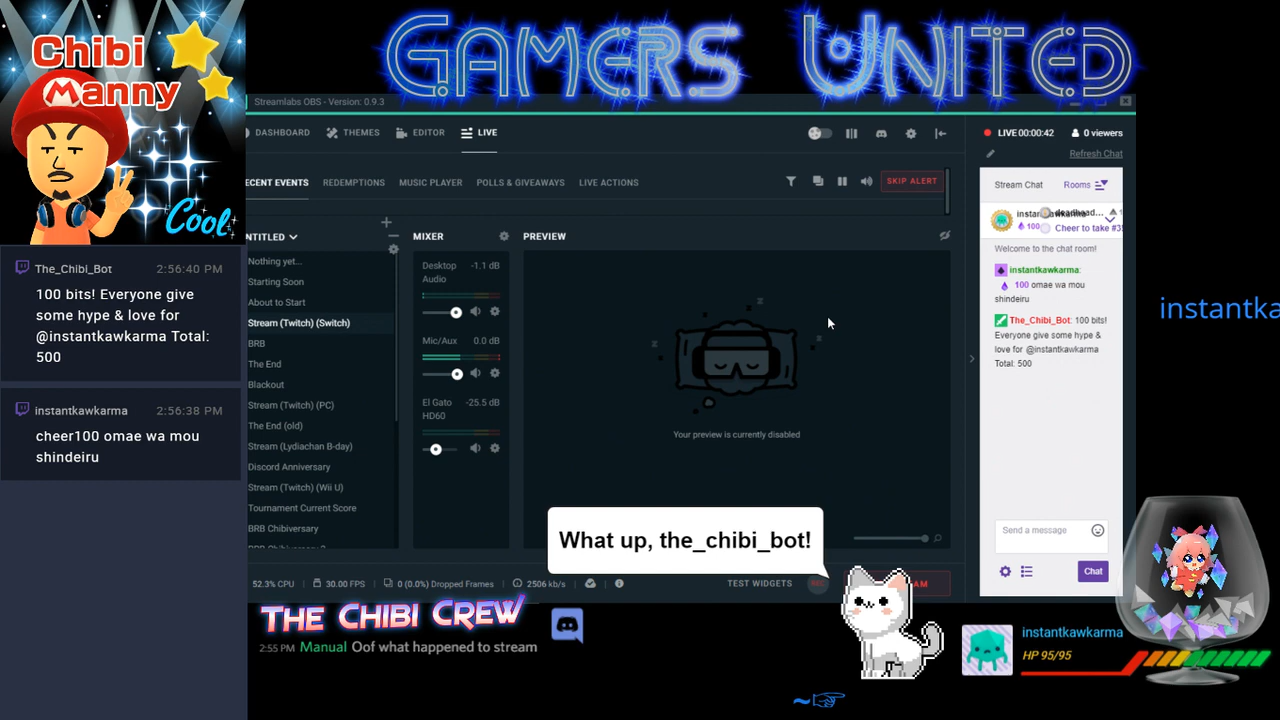 Chibi
Manny
Cool
GAMERS UNITED
Streamlabs OBS - Version: 0.9.3
DASHBOARD THEMES EDITOR LIVE
LIVE 00:00:42 0 viewers
Refresh Chat
ECENT EVENTS REDEMPTIONS MUSIC PLAYER POLLS & GIVEAWAYS LIVE ACTIONS SKIP ALERT
Stream Chat Rooms
instantkawkarma deadhead...
100 Cheer to take #3
The_Chibi_Bot 2:56:40 PM
100 bits! Everyone give
some hype & love for
@instantkawkarma Total:
500
instantkawkarma 2:56:38 PM
cheer100 omae wa mou
shindeiru
NTITLED
Nothing yet...
Starting Soon
About to Start
Stream (Twitch) (Switch)
BRB
The End
Blackout
Stream (Twitch) (PC)
The End (old)
Stream (Lydiachan B-day)
Discord Anniversary
Stream (Twitch) (Wii U)
Tournament Current Score
BRB Chibiversary
MIXER
Desktop -1.1 dB
Audio
Mic/Aux 0.0 dB
El Gato -25.5 dB
HD60
PREVIEW
Your preview is currently disabled
Welcome to the chat room!
instantkawkarma:
100 omae wa mou
shindeiru
The_Chibi_Bot: 100 bits!
Everyone give some hype &
love for @instantkawkarma
Total: 500
Send a message
Chat
instantka
What up, the_chibi_bot!
52.3% CPU 30.00 FPS 0 (0.0%) Dropped Frames 2506 kb/s TEST WIDGETS REC AM
THE CHIBI CREW
2:55 PM Manual Oof what happened to stream
instantkawkarma
HP 95/95
~☞